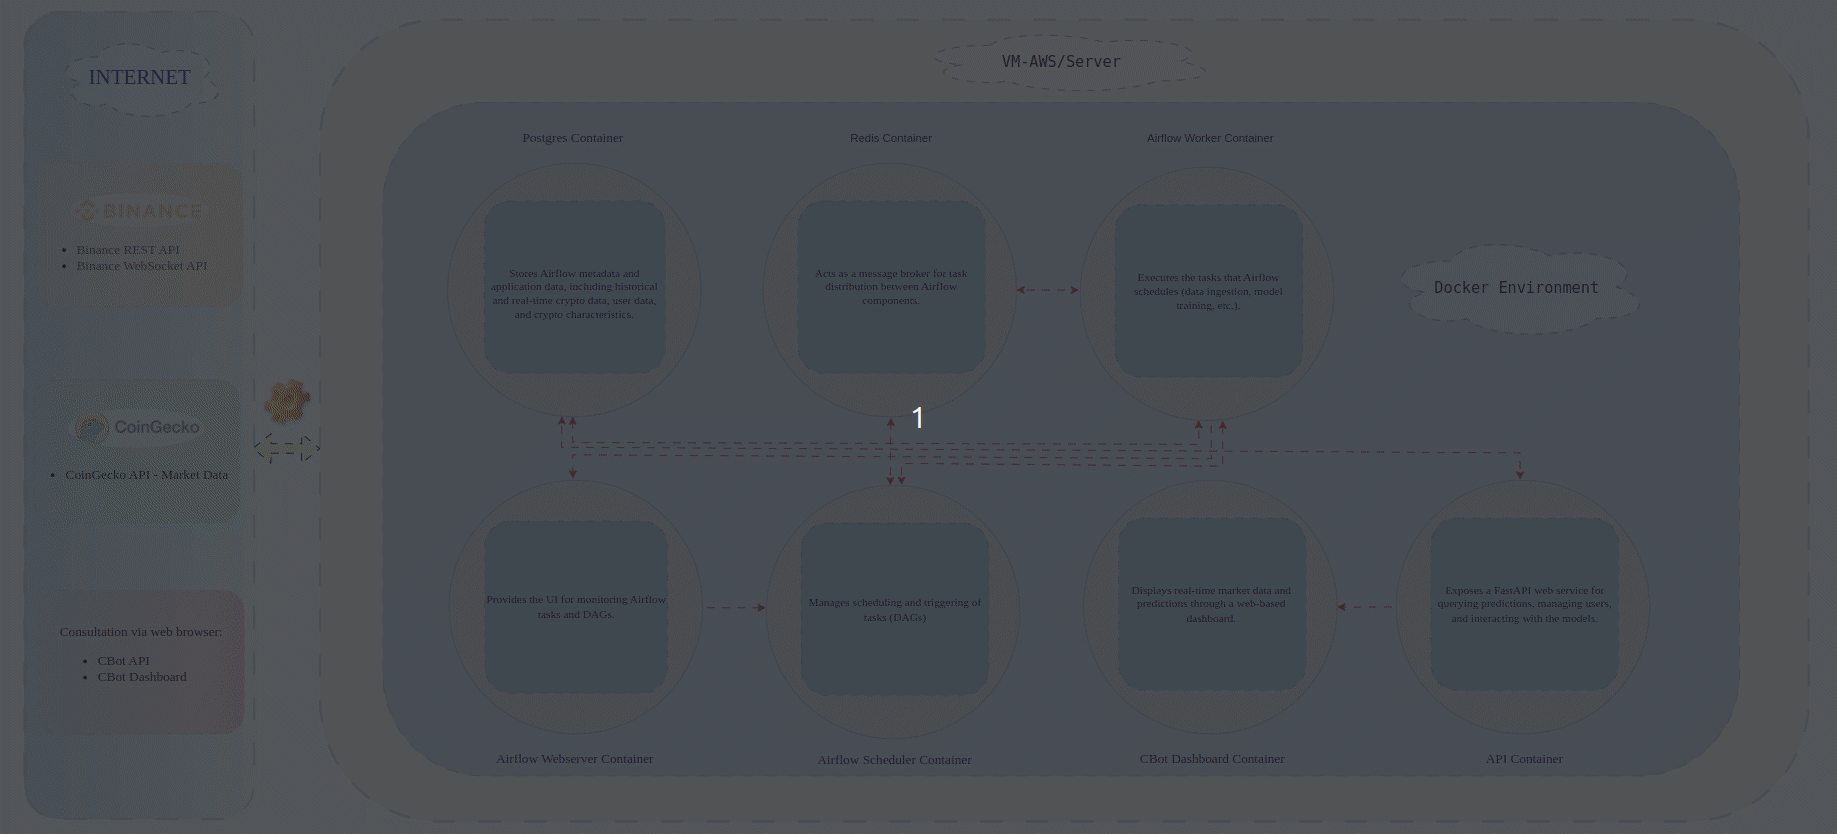 INTERNET
VM-AWS/Server
Postgres Container
Redis Container
Airflow Worker Container
BINANCE
Binance REST API
Binance WebSocket API
Stores Airflow metadata and
application data, including historical
and real-time crypto data, user data,
and crypto characteristics.
Acts as a message broker for task
distribution between Airflow
components.
Executes the tasks that Airflow
schedules (data ingestion, model
training, etc.).
Docker Environment
1
CoinGecko
CoinGecko API - Market Data
Provides the UI for monitoring Airflow
tasks and DAGs.
Manages scheduling and triggering of
tasks (DAGs)
Displays real-time market data and
predictions through a web-based
dashboard.
Exposes a FastAPI web service for
querying predictions, managing users,
and interacting with the models.
Consultation via web browser:
CBot API
CBot Dashboard
Airflow Webserver Container
Airflow Scheduler Container
CBot Dashboard Container
API Container